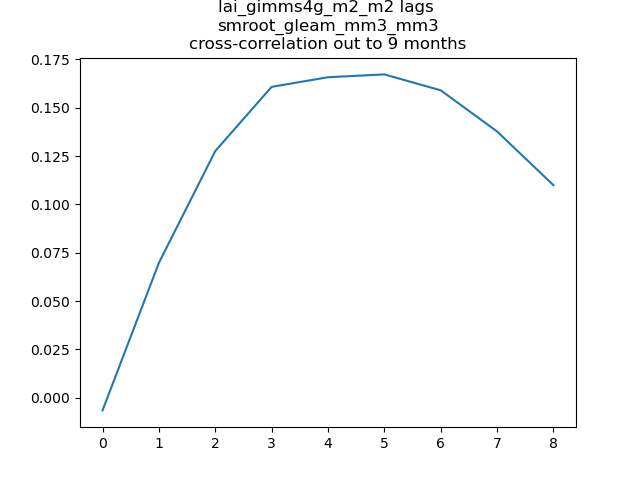 lai_gimms4g_m2_m2 lags
smroot_gleam_mm3_mm3
cross-correlation out to 9 months
0.175
0.150
0.125
0.100
0.075
0.050
0.025
0.000
0 1 2 3 4 5 6 7 8